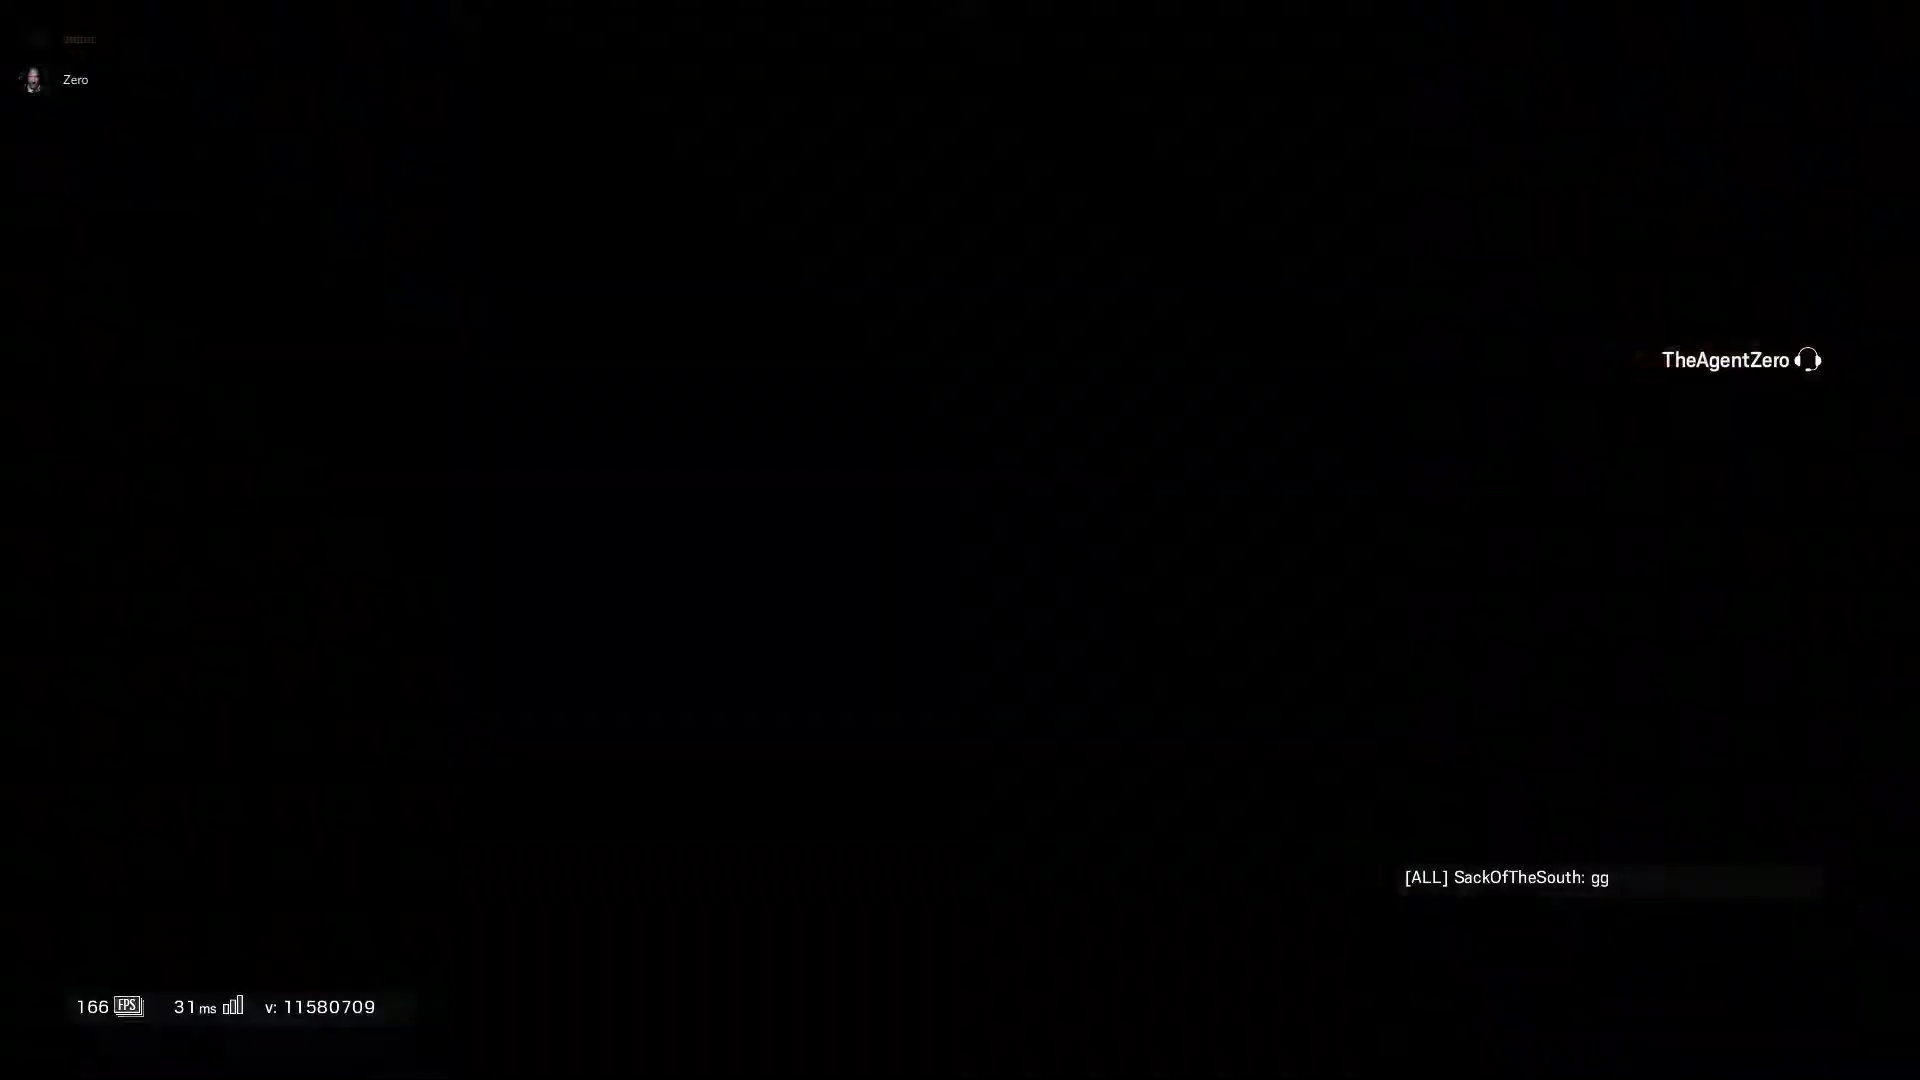 Zero
TheAgentZero
[ALL] SackOfTheSouth: gg
166 FPS 31 ms v: 11580709